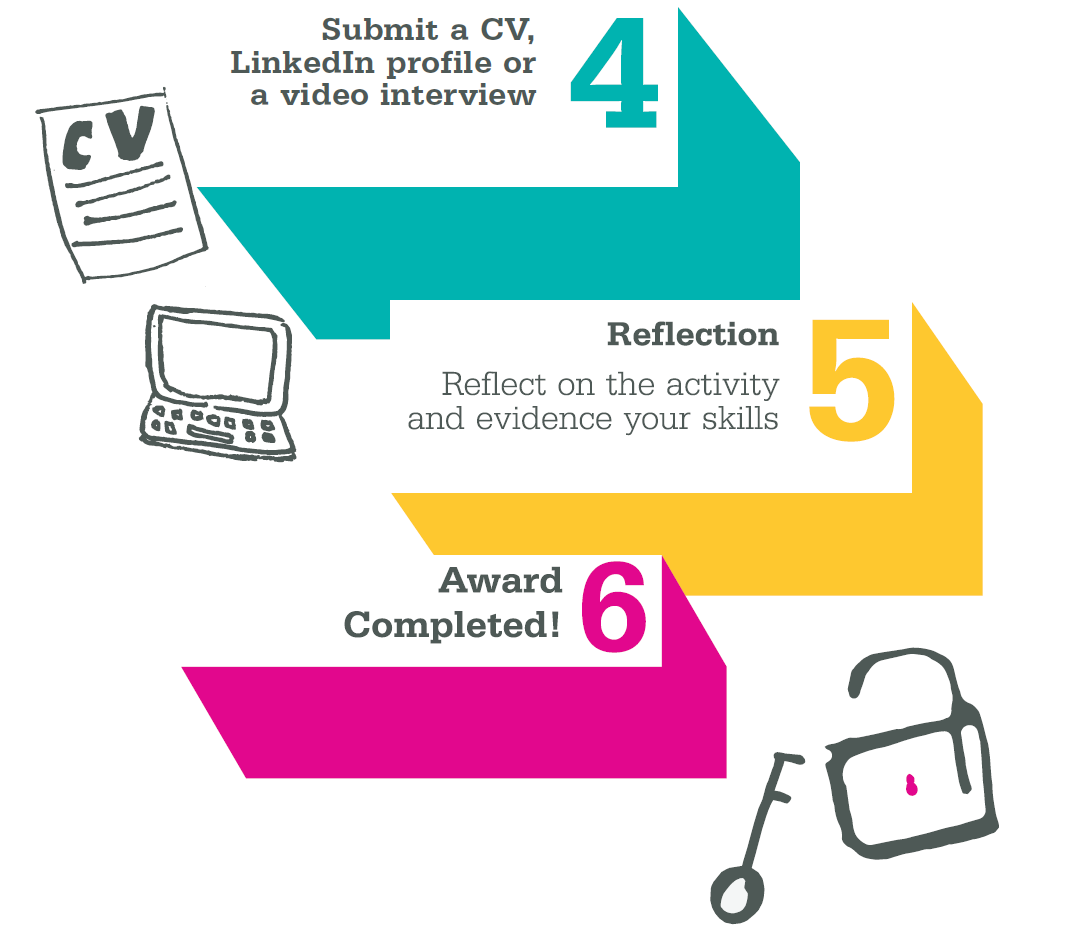 Submit a CV,
LinkedIn profile or
a video interview
4
CV
Reflection
Reflect on the activity
and evidence your skills
5
Award
Completed!
6